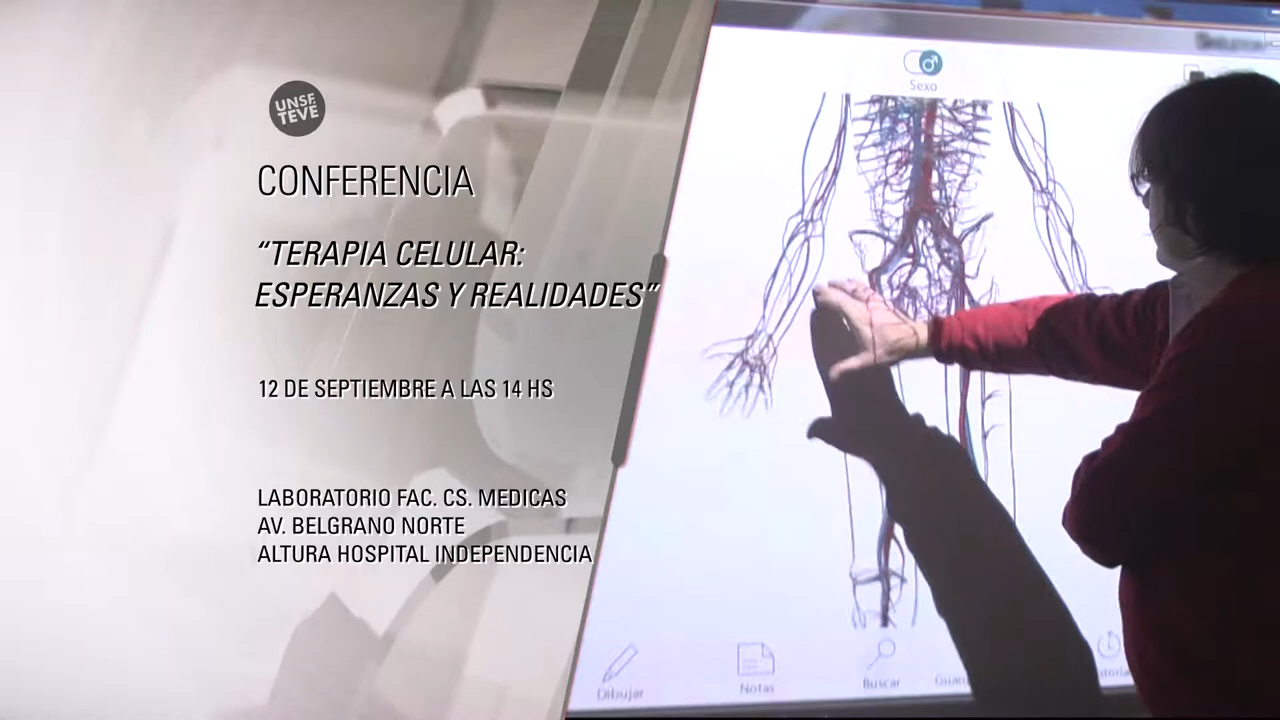 UNSE
TEVE
CONFERENCIA
“TERAPIA CELULAR:
ESPERANZAS Y REALIDADES”
12 DE SEPTIEMBRE A LAS 14 HS
LABORATORIO FAC. CS. MEDICAS
AV. BELGRANO NORTE
ALTURA HOSPITAL INDEPENDENCIA
Sexo
Dibujar
Notas
Buscar